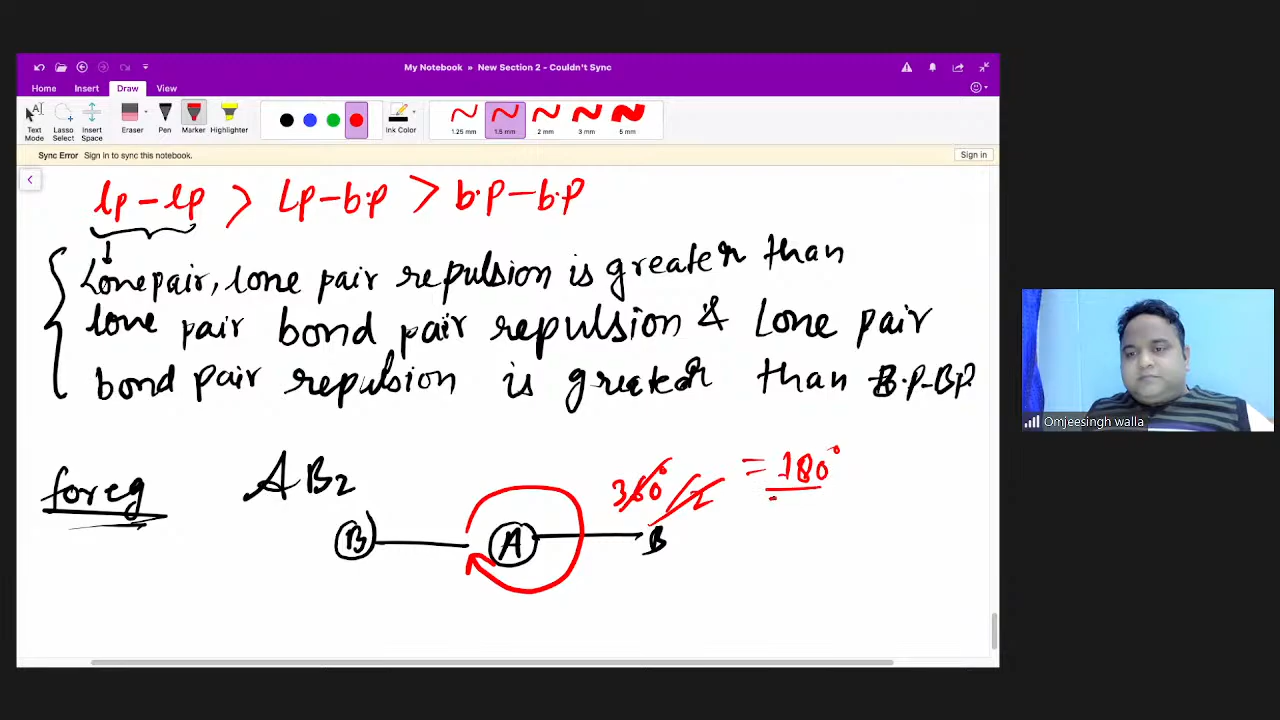 My Notebook » New Section 2 - Couldn't Sync
Home Insert Draw View
Text Mode Lasso Select Insert Space Eraser Pen Marker Highlighter Ink Color 1.25 mm 1.5 mm 2 mm 3 mm 5 mm
Sync Error Sign in to sync this notebook. Sign in
lp - lp > Lp - b.p > b.p - b.p
Lonepair, lone pair repulsion is greater than
lone pair bond pair repulsion & Lone pair
bond pair repulsion is greater than B.P-BP.
foreg AB2 360°/2 = 180°
B A B
Omjeesingh walla